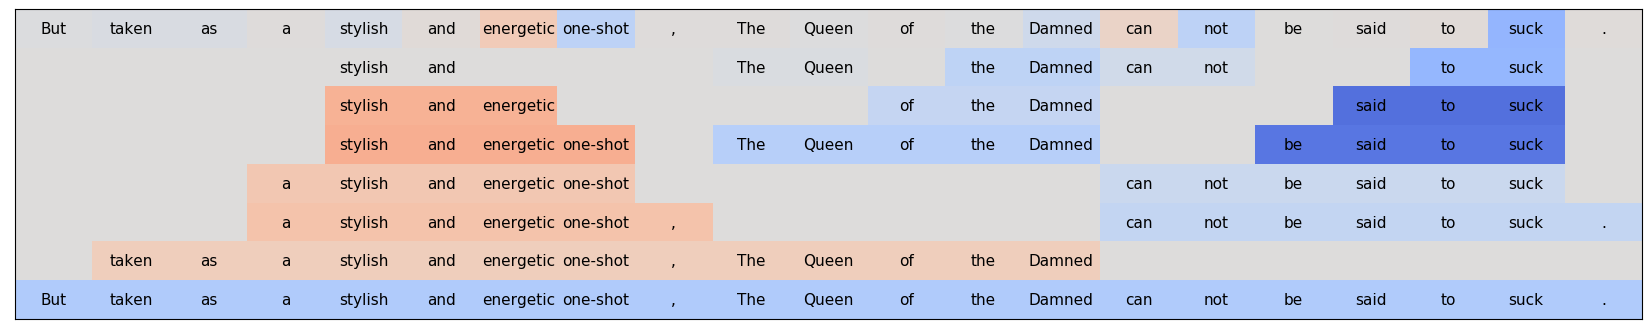 But taken as a stylish and energetic one-shot , The Queen of the Damned can not be said to suck .
stylish and The Queen the Damned can not to suck
stylish and energetic of the Damned said to suck
stylish and energetic one-shot The Queen of the Damned be said to suck
a stylish and energetic one-shot can not be said to suck
a stylish and energetic one-shot , can not be said to suck .
taken as a stylish and energetic one-shot , The Queen of the Damned
But taken as a stylish and energetic one-shot , The Queen of the Damned can not be said to suck .